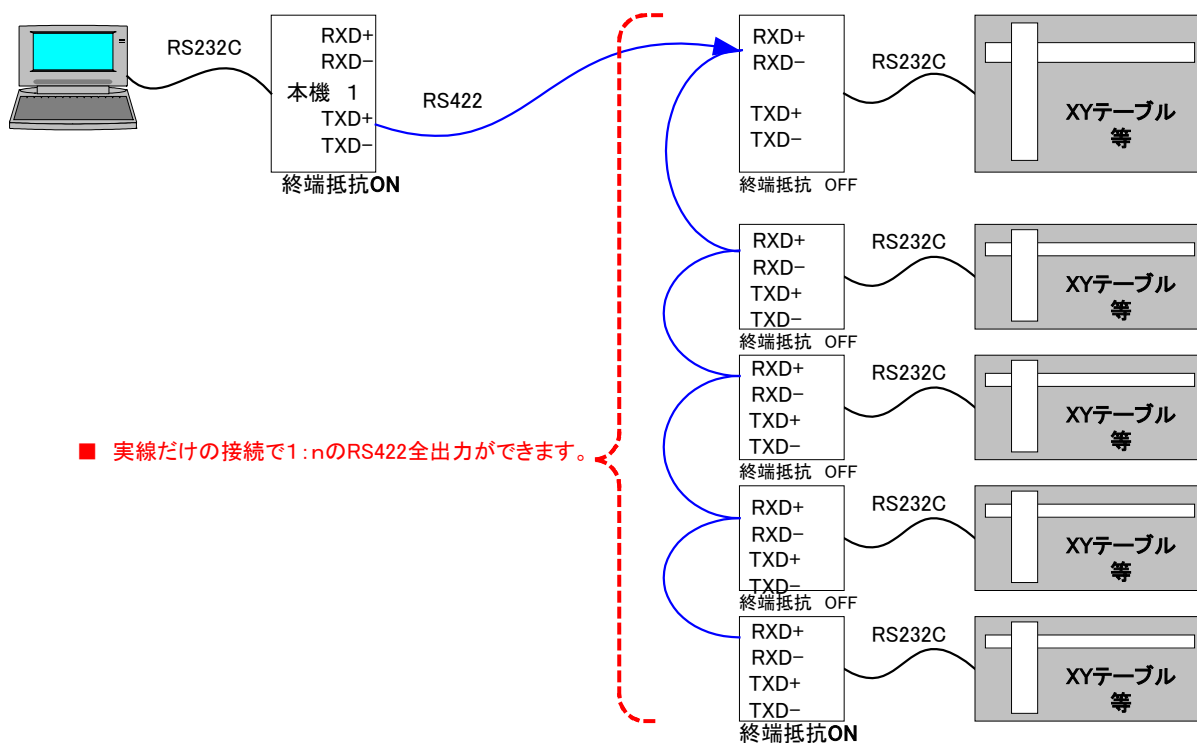 RS232C
RXD+
RXD-
本機 1
TXD+
TXD-
終端抵抗ON
RS422
RXD+
RXD-
TXD+
TXD-
終端抵抗 OFF
RS232C
XYテーブル
等
RXD+
RXD-
TXD+
TXD-
終端抵抗 OFF
RS232C
XYテーブル
等
RXD+
RXD-
TXD+
TXD-
終端抵抗 OFF
RS232C
XYテーブル
等
■ 実線だけの接続で1:nのRS422全出力ができます。
RXD+
RXD-
TXD+
TXD-
終端抵抗 OFF
RS232C
XYテーブル
等
RXD+
RXD-
TXD+
TXD-
終端抵抗ON
RS232C
XYテーブル
等